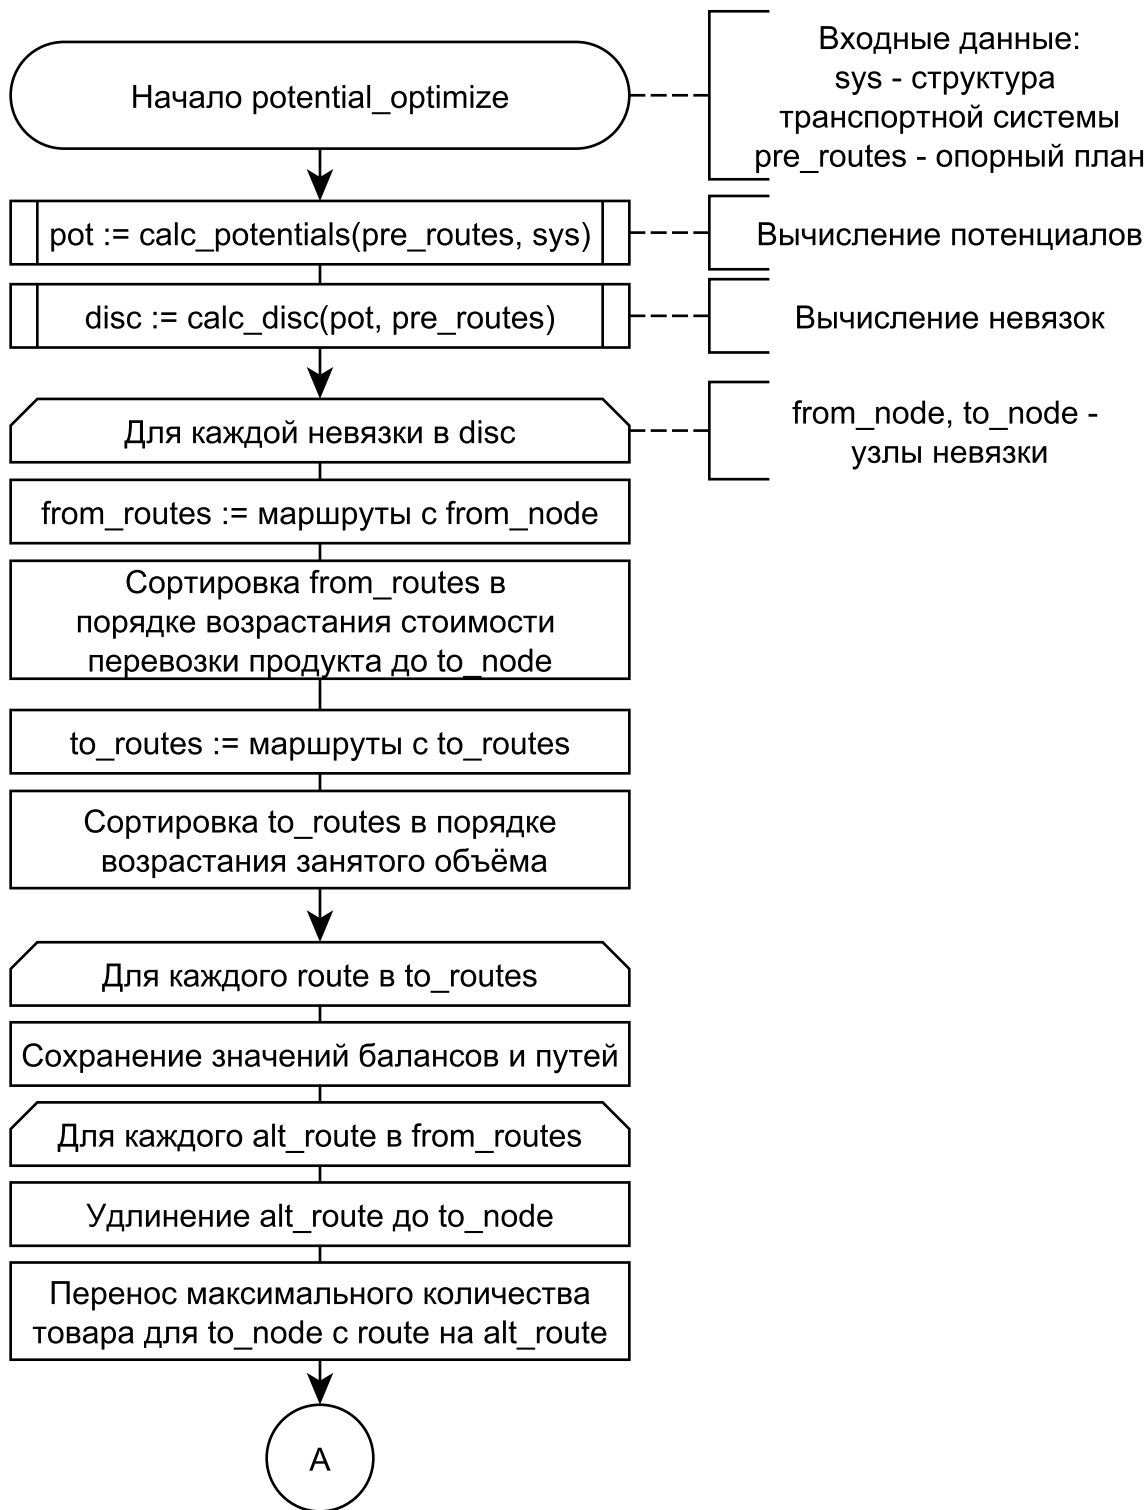 Начало potential_optimize
Входные данные:
sys - структура
транспортной системы
pre_routes - опорный план
pot := calc_potentials(pre_routes, sys)
Вычисление потенциалов
disc := calc_disc(pot, pre_routes)
Вычисление невязок
Для каждой невязки в disc
from_node, to_node -
узлы невязки
from_routes := маршруты с from_node
Сортировка from_routes в
порядке возрастания стоимости
перевозки продукта до to_node
to_routes := маршруты с to_routes
Сортировка to_routes в порядке
возрастания занятого объёма
Для каждого route в to_routes
Сохранение значений балансов и путей
Для каждого alt_route в from_routes
Удлинение alt_route до to_node
Перенос максимального количества
товара для to_node с route на alt_route
A